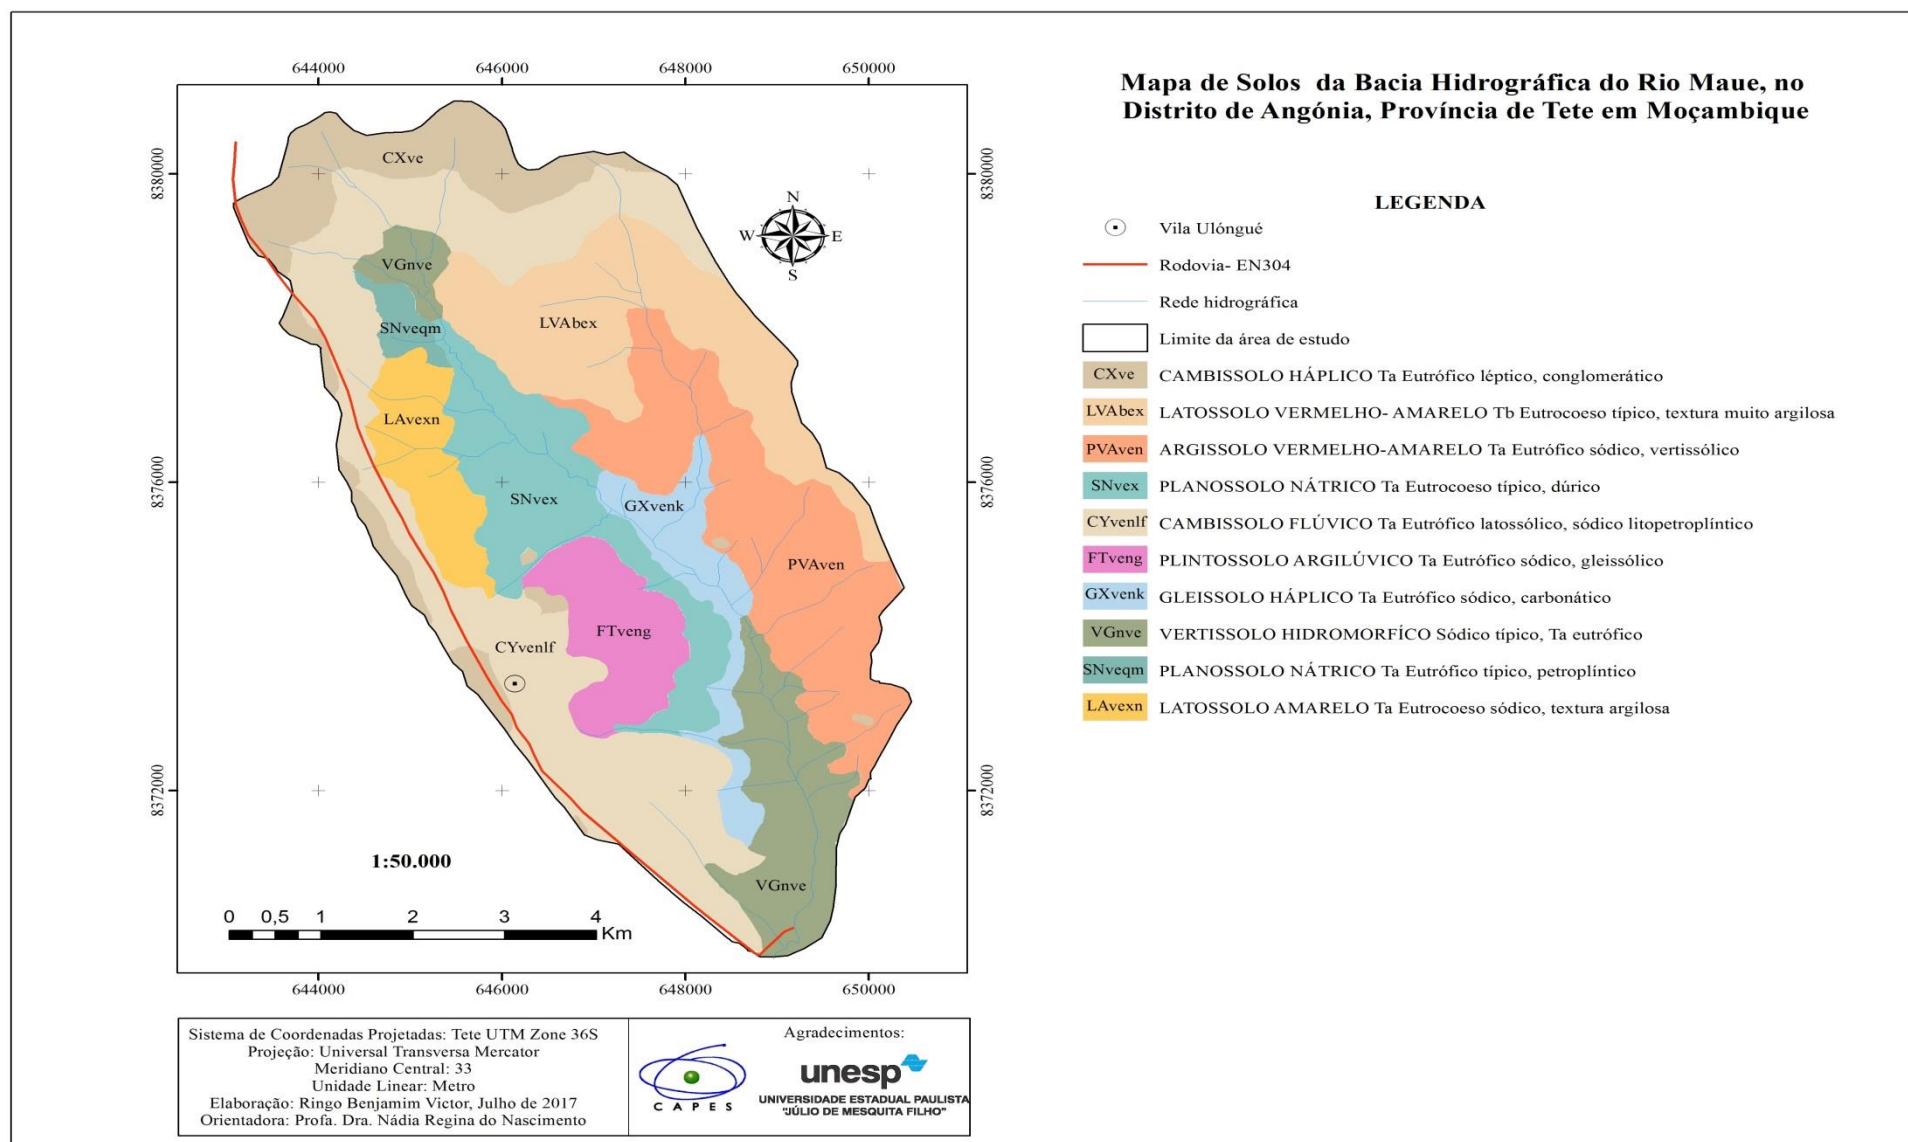 Mapa de Solos da Bacia Hidrográfica do Rio Maue, no
Distrito de Angónia, Província de Tete em Moçambique
644000 646000 648000 650000
8380000 8380000
8376000 8376000
8372000 8372000
N
W E
S
CXve
VGnve
SNveqm
LVAbex
LAvexn
SNvex
GXvenk
PVAven
FTveng
CYvenlf
VGnve
1:50.000
0 0,5 1 2 3 4
Km
644000 646000 648000 650000
LEGENDA
Vila Ulóngué
Rodovia- EN304
Rede hidrográfica
Limite da área de estudo
CXve CAMBISSOLO HÁPLICO Ta Eutrófico léptico, conglomerático
LVAbex LATOSSOLO VERMELHO- AMARELO Tb Eutrocoeso típico, textura muito argilosa
PVAven ARGISSOLO VERMELHO-AMARELO Ta Eutrófico sódico, vertissólico
SNvex PLANOSSOLO NÁTRICO Ta Eutrocoeso típico, dúrico
CYvenlf CAMBISSOLO FLÚVICO Ta Eutrófico latossólico, sódico litopetroplíntico
FTveng PLINTOSSOLO ARGILÚVICO Ta Eutrófico sódico, gleissólico
GXvenk GLEISSOLO HÁPLICO Ta Eutrófico sódico, carbonático
VGnve VERTISSOLO HIDROMORFÍCO Sódico típico, Ta eutrófico
SNveqm PLANOSSOLO NÁTRICO Ta Eutrófico típico, petroplíntico
LAvexn LATOSSOLO AMARELO Ta Eutrocoeso sódico, textura argilosa
Sistema de Coordenadas Projetadas: Tete UTM Zone 36S
Projeção: Universal Transversa Mercator
Meridiano Central: 33
Unidade Linear: Metro
Elaboração: Ringo Benjamim Victor, Julho de 2017
Orientadora: Profa. Dra. Nádia Regina do Nascimento
CAPES
Agradecimentos:
unesp
UNIVERSIDADE ESTADUAL PAULISTA
"JÚLIO DE MESQUITA FILHO"